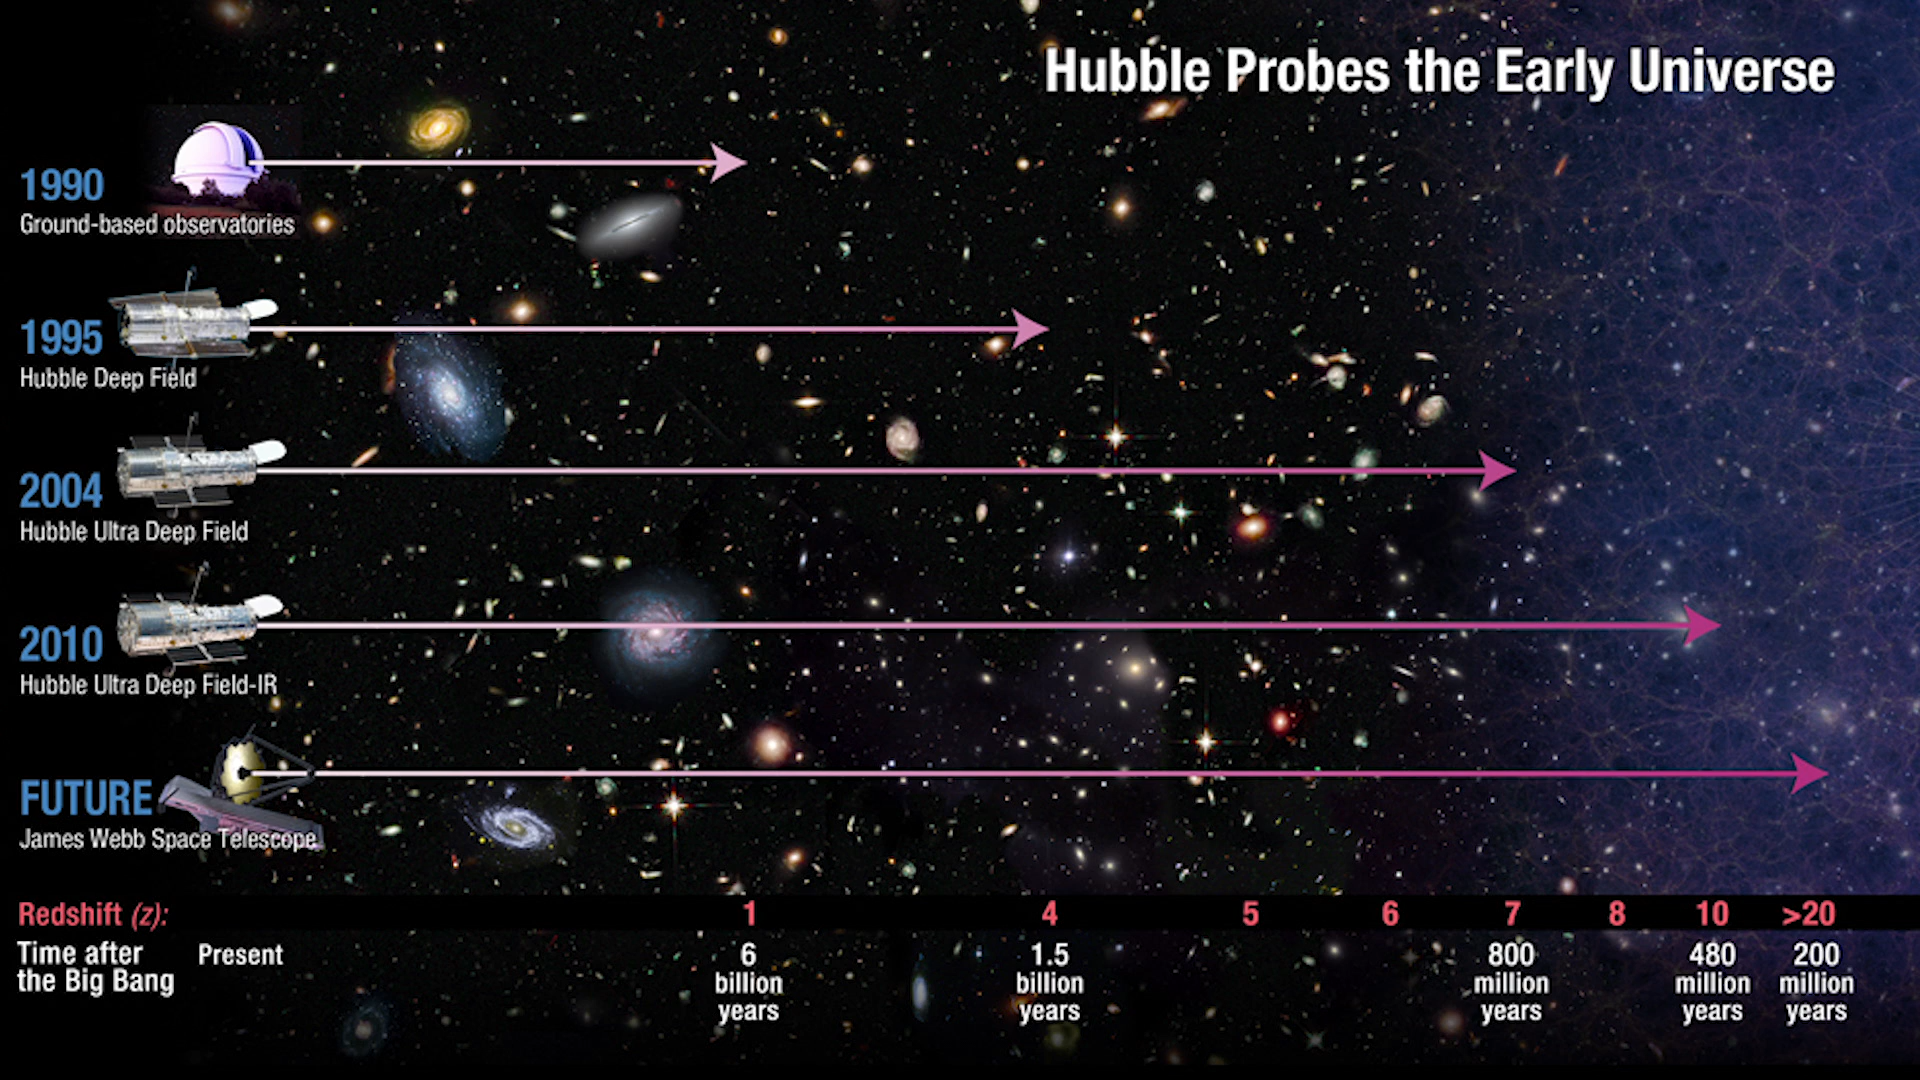 Hubble Probes the Early Universe
1990
Ground-based observatories
1995
Hubble Deep Field
2004
Hubble Ultra Deep Field
2010
Hubble Ultra Deep Field-IR
FUTURE
James Webb Space Telescope
Redshift (z): 1 4 5 6 7 8 10 >20
Time after
the Big Bang
Present
6
billion
years
1.5
billion
years
800
million
years
480
million
years
200
million
years